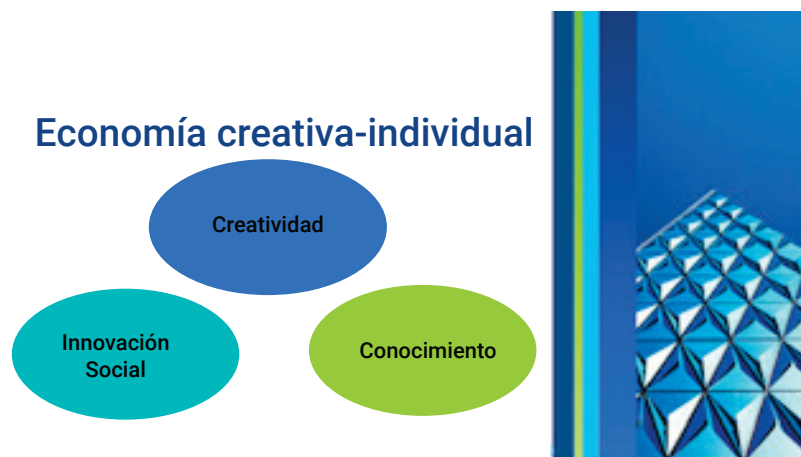 Economía creativa-individual
Creatividad
Innovación
Social
Conocimiento